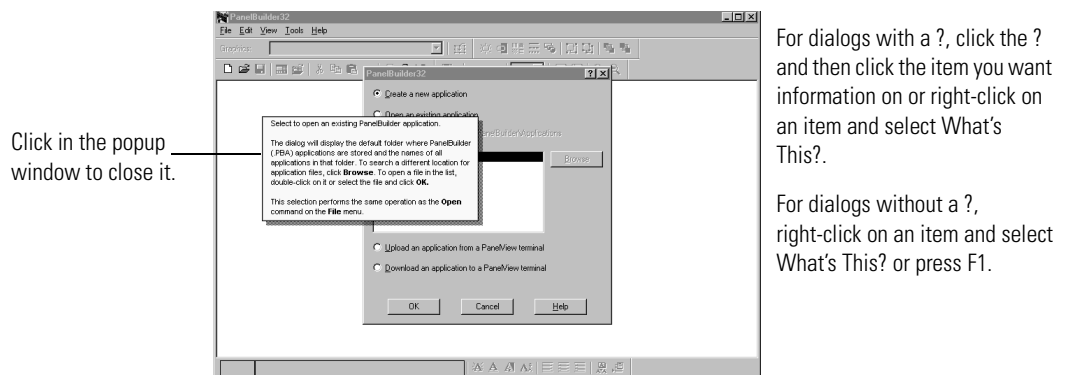 PanelBuilder32
File Edit View Tools Help
Graphics:
PanelBuilder32
Create a new application
Open an existing application
Select to open an existing PanelBuilder application.
The dialog will display the default folder where PanelBuilder
(.PBA) applications are stored and the names of all
applications in that folder. To search a different location for
application files, click Browse. To open a file in the list,
double-click on it or select the file and click OK.
This selection performs the same operation as the Open
command on the File menu.
Browse
Upload an application from a PanelView terminal
Download an application to a PanelView terminal
OK Cancel Help
Click in the popup
window to close it.
For dialogs with a ?, click the ?
and then click the item you want
information on or right-click on
an item and select What's
This?.
For dialogs without a ?,
right-click on an item and select
What's This? or press F1.